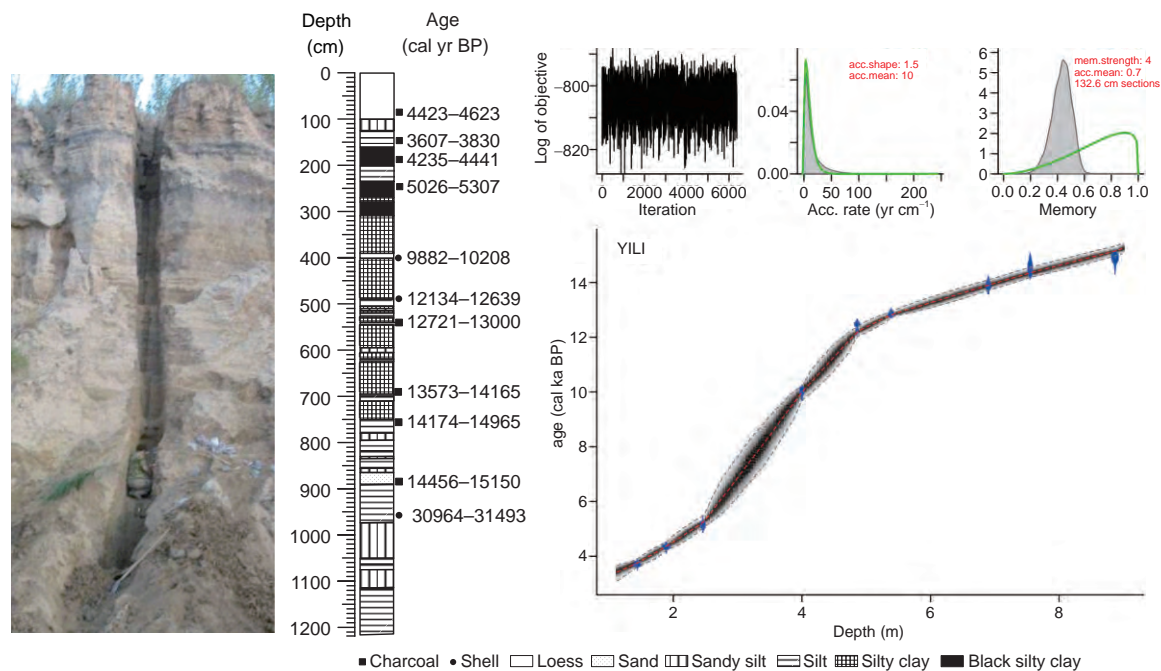 Depth
(cm)
Age
(cal yr BP)
0
100
200
300
400
500
600
700
800
900
1000
1100
1200
4423–4623
3607–3830
4235–4441
5026–5307
9882–10208
12134–12639
12721–13000
13573–14165
14174–14965
14456–15150
30964–31493
Log of objective
−800
−820
0 2000 4000 6000
Iteration
acc.shape: 1.5
acc.mean: 10
0.04
0.00
0 50 100 200
Acc. rate (yr cm⁻¹)
mem.strength: 4
acc.mean: 0.7
132.6 cm sections
6
5
4
3
2
1
0
0.0 0.2 0.4 0.6 0.8 1.0
Memory
YILI
age (cal ka BP)
14
12
10
8
6
4
2 4 6 8
Depth (m)
Charcoal Shell Loess Sand Sandy silt Silt Silty clay Black silty clay